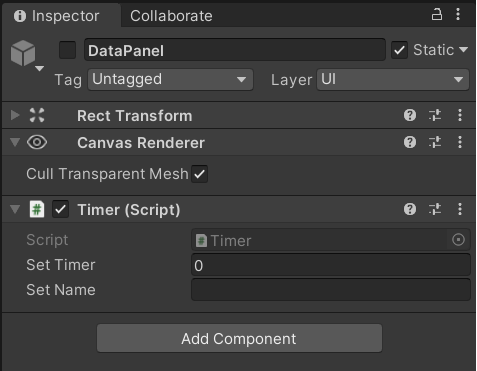 Inspector Collaborate
DataPanel Static
Tag Untagged Layer UI
Rect Transform
Canvas Renderer
Cull Transparent Mesh
# Timer (Script)
Script # Timer
Set Timer 0
Set Name
Add Component